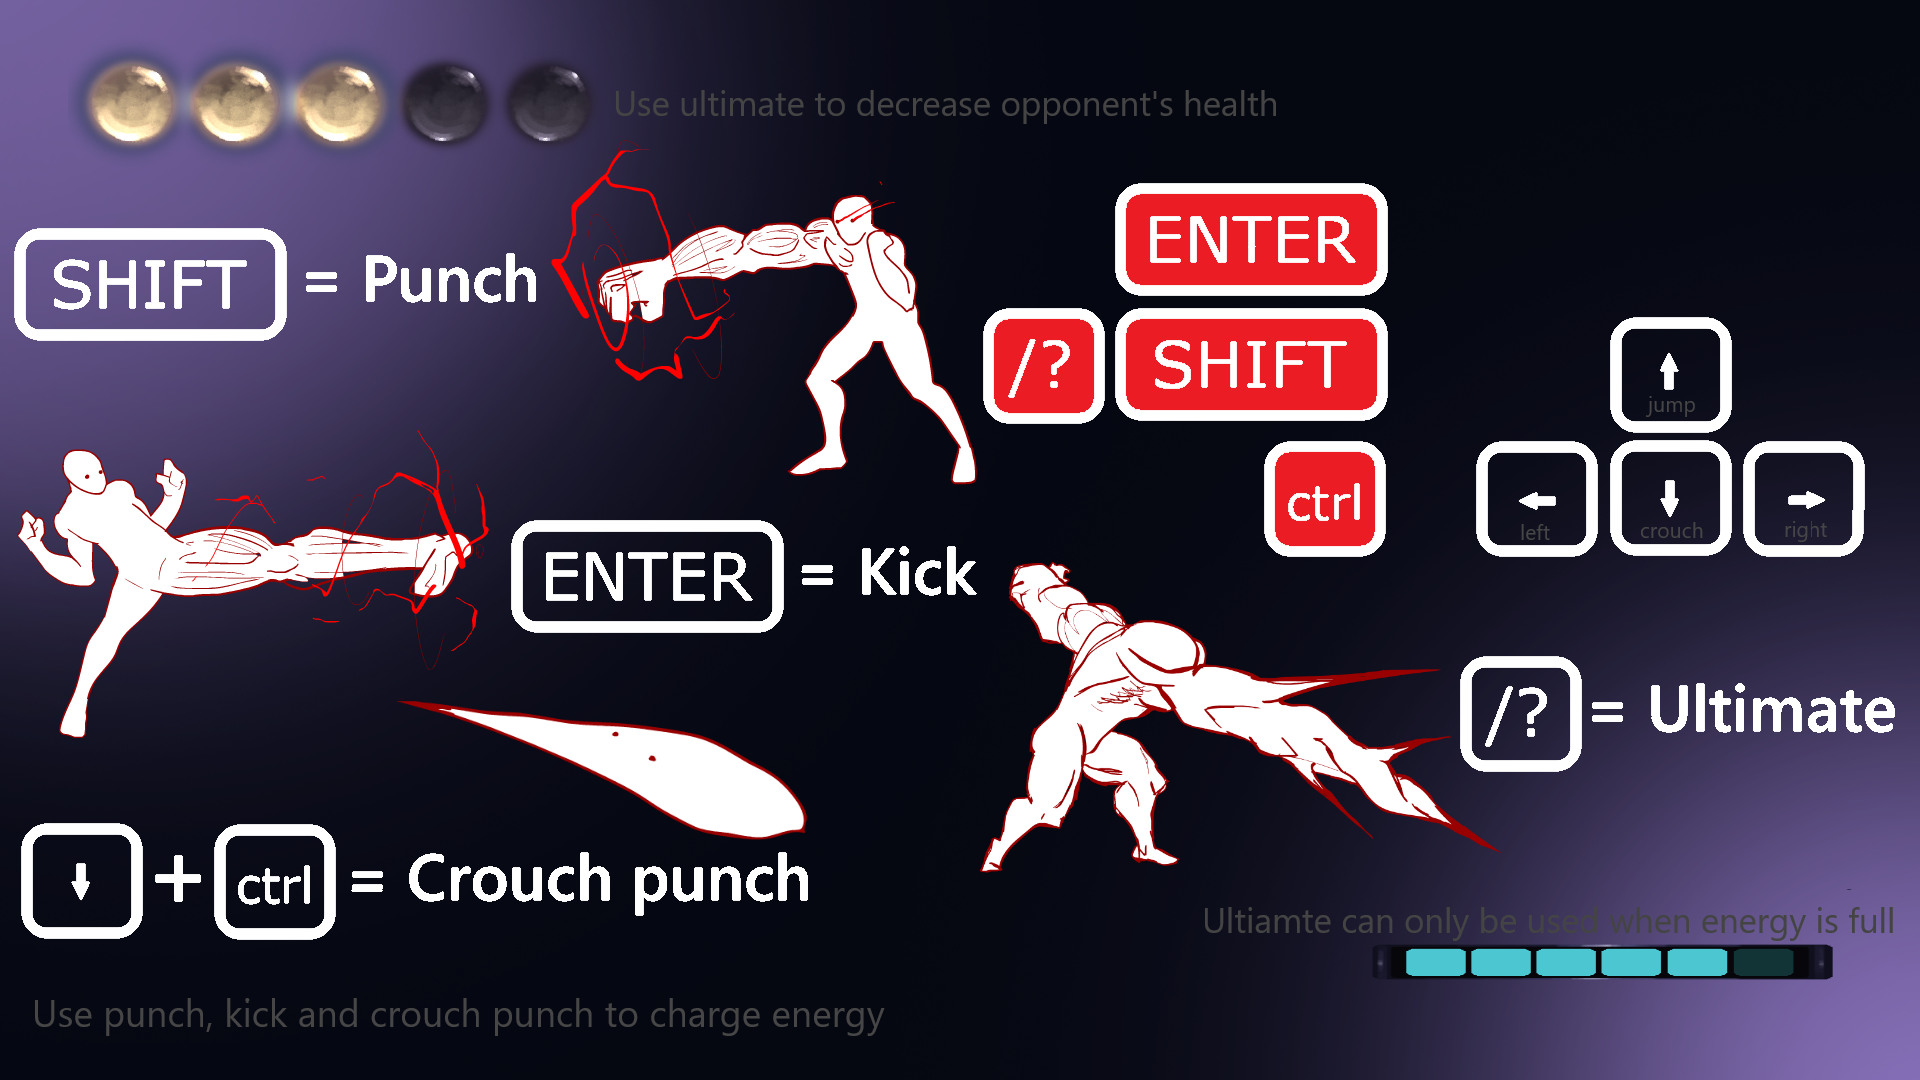 Use ultimate to decrease opponent's health
SHIFT = Punch
ENTER
/? SHIFT
ctrl
↑
jump
← ↓ →
left crouch right
ENTER = Kick
/? = Ultimate
↓ + ctrl = Crouch punch
Ultiamte can only be used when energy is full
Use punch, kick and crouch punch to charge energy